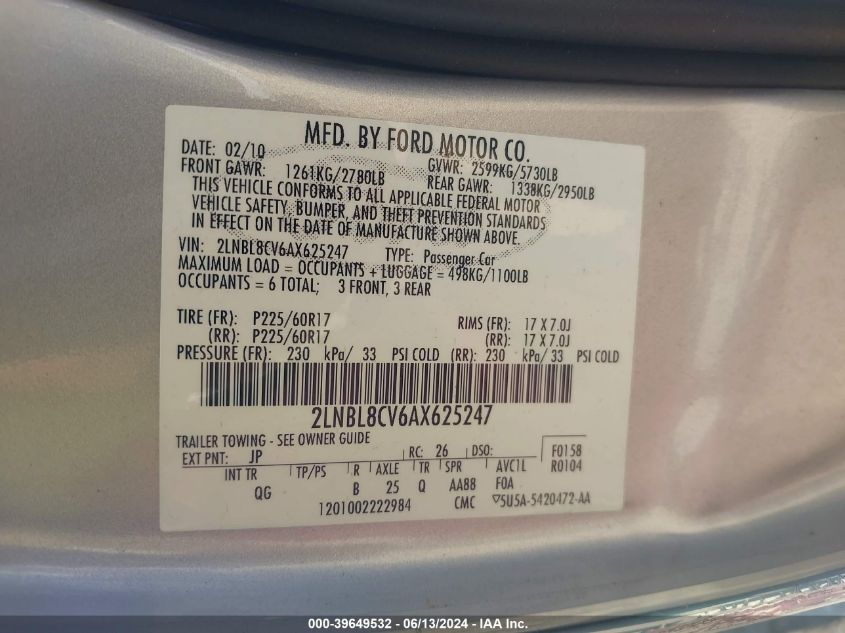 MFD. BY FORD MOTOR CO.
DATE: 02/10 GVWR: 2599KG/5730LB
FRONT GAWR: 1261KG/2780LB REAR GAWR: 1338KG/2950LB
THIS VEHICLE CONFORMS TO ALL APPLICABLE FEDERAL MOTOR
VEHICLE SAFETY, BUMPER, AND THEFT PREVENTION STANDARDS
IN EFFECT ON THE DATE OF MANUFACTURE SHOWN ABOVE.
VIN: 2LNBL8CV6AX625247 TYPE: Passenger Car
MAXIMUM LOAD = OCCUPANTS + LUGGAGE = 498KG/1100LB
OCCUPANTS = 6 TOTAL; 3 FRONT, 3 REAR
TIRE (FR): P225/60R17 RIMS (FR): 17 X 7.0J
(RR): P225/60R17 (RR): 17 X 7.0J
PRESSURE (FR): 230 kPa/ 33 PSI COLD (RR): 230 kPa/ 33 PSI COLD
2LNBL8CV6AX625247
TRAILER TOWING - SEE OWNER GUIDE
EXT PNT: JP RC: 26 DSO: F0158
INT TR TP/PS R AXLE TR SPR AVCIL R0104
QG B 25 Q AA88 FOA
1201002222984 CMC ▽5U5A-5420472-AA
000-39649532 - 06/13/2024 - IAA Inc.